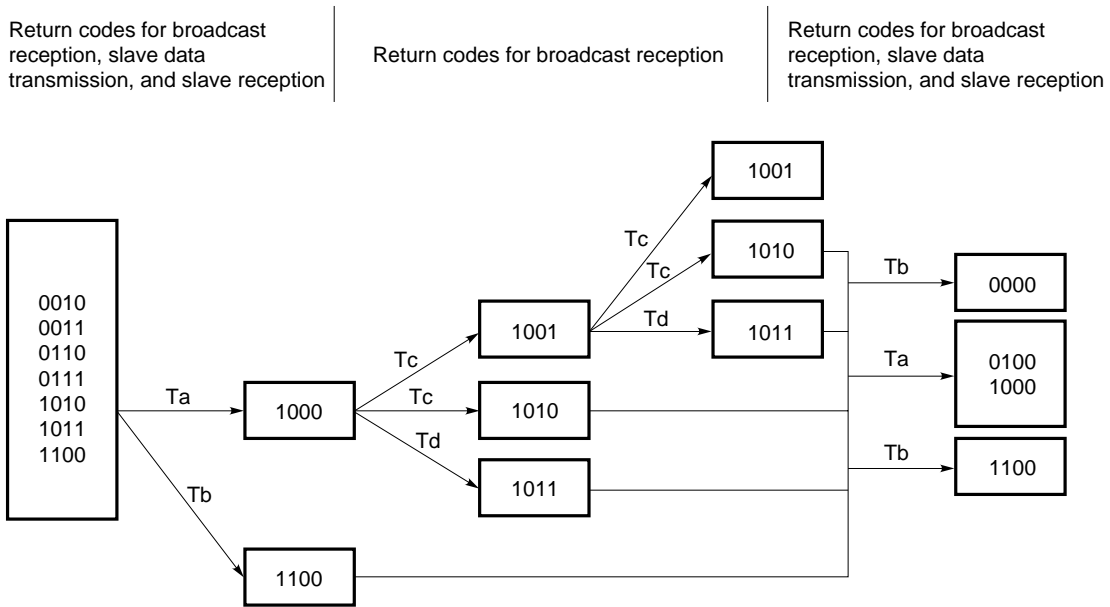 Return codes for broadcast
reception, slave data
transmission, and slave reception
Return codes for broadcast reception
Return codes for broadcast
reception, slave data
transmission, and slave reception
0010
0011
0110
0111
1010
1011
1100
Ta
Tb
1000
1100
Tc
Tc
Td
1001
1010
1011
Tc
Tc
Td
1001
1010
1011
Tb
Ta
Tb
0000
0100
1000
1100